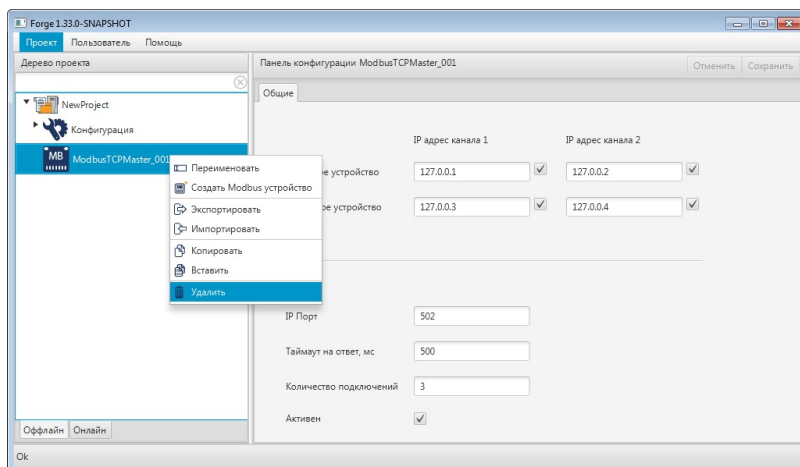 Forge 1.33.0-SNAPSHOT
Проект Пользователь Помощь
Дерево проекта
Панель конфигурации ModbusTCPMaster_001
Отменить Сохранить
Общие
NewProject
Конфигурация
IP адрес канала 1 IP адрес канала 2
MB ModbusTCPMaster_001
Переименовать
устройство 127.0.0.1 127.0.0.2
Создать Modbus устройство
Экспортировать
устройство 127.0.0.3 127.0.0.4
Импортировать
Копировать
Вставить
Удалить
IP Порт 502
Таймаут на ответ, мс 500
Количество подключений 3
Активен
Оффлайн Онлайн
Ok